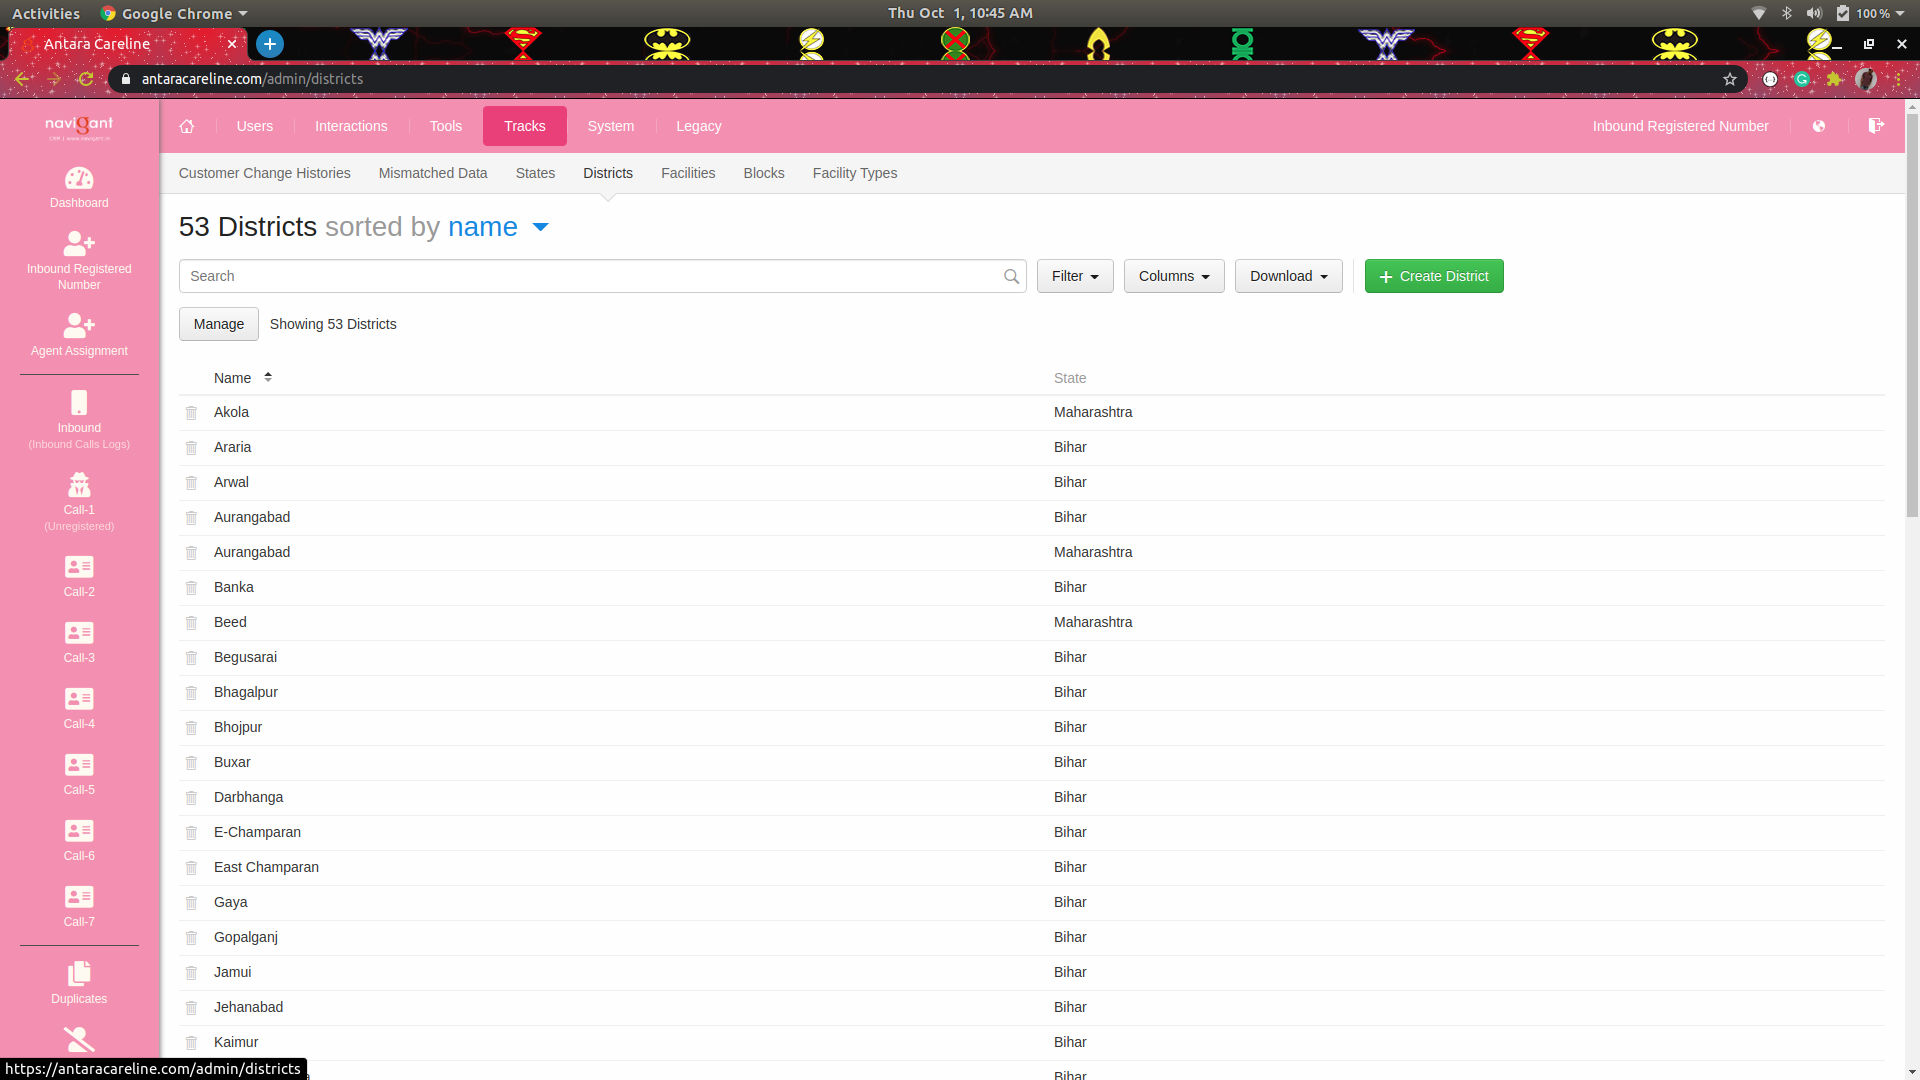 Activities
Google Chrome
Thu Oct 1, 10:45 AM
100 %
Antara Careline
antaracareline.com/admin/districts
navigant
Users
Interactions
Tools
Tracks
System
Legacy
Inbound Registered Number
Customer Change Histories
Mismatched Data
States
Districts
Facilities
Blocks
Facility Types
Dashboard
Inbound Registered
Number
Agent Assignment
Inbound
(Inbound Calls Logs)
Call-1
(Unregistered)
Call-2
Call-3
Call-4
Call-5
Call-6
Call-7
Duplicates
53 Districts sorted by name
Search
Filter
Columns
Download
Create District
Manage
Showing 53 Districts
Name State
Akola Maharashtra
Araria Bihar
Arwal Bihar
Aurangabad Bihar
Aurangabad Maharashtra
Banka Bihar
Beed Maharashtra
Begusarai Bihar
Bhagalpur Bihar
Bhojpur Bihar
Buxar Bihar
Darbhanga Bihar
E-Champaran Bihar
East Champaran Bihar
Gaya Bihar
Gopalganj Bihar
Jamui Bihar
Jehanabad Bihar
Kaimur Bihar
Bihar
https://antaracareline.com/admin/districts